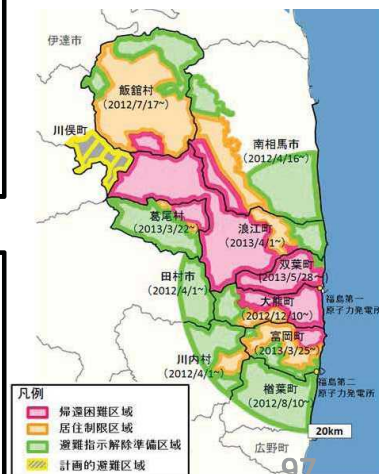 伊達市
飯舘村
(2012/7/17~)
川俣町
南相馬市
(2012/4/16~)
葛尾村
(2013/3/22~)
浪江町
(2013/4/1~)
双葉町
(2013/5/28~)
田村市
(2012/4/1~)
大熊町
(2012/12/10~)
福島第一
原子力発電所
富岡町
(2013/3/25~)
川内村
(2012/4/1~)
福島第二
原子力発電所
楢葉町
(2012/8/10~)
凡例
帰還困難区域
居住制限区域
避難指示解除準備区域
計画的避難区域
20km
広野町
97